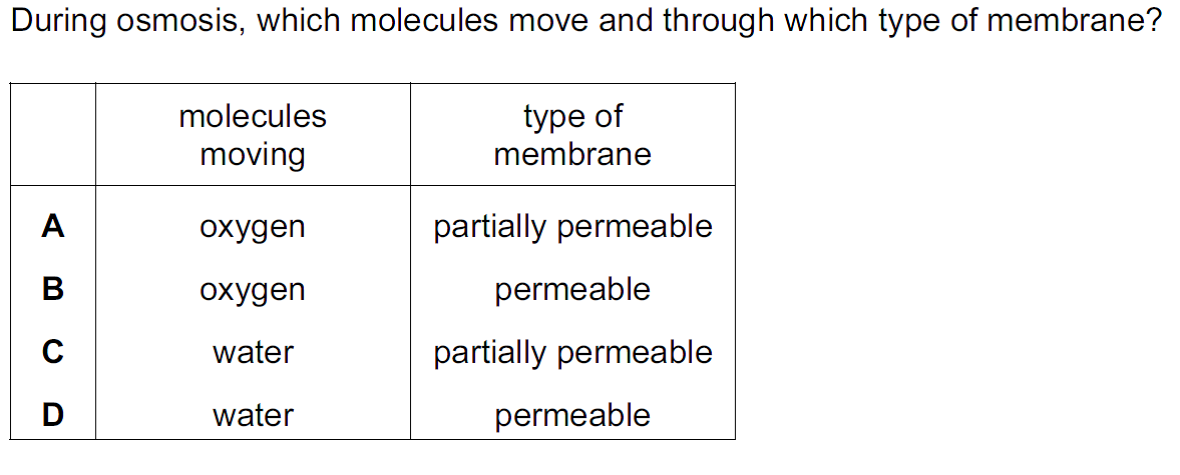 During osmosis, which molecules move and through which type of membrane?
molecules moving type of membrane
A oxygen partially permeable
B oxygen permeable
C water partially permeable
D water permeable